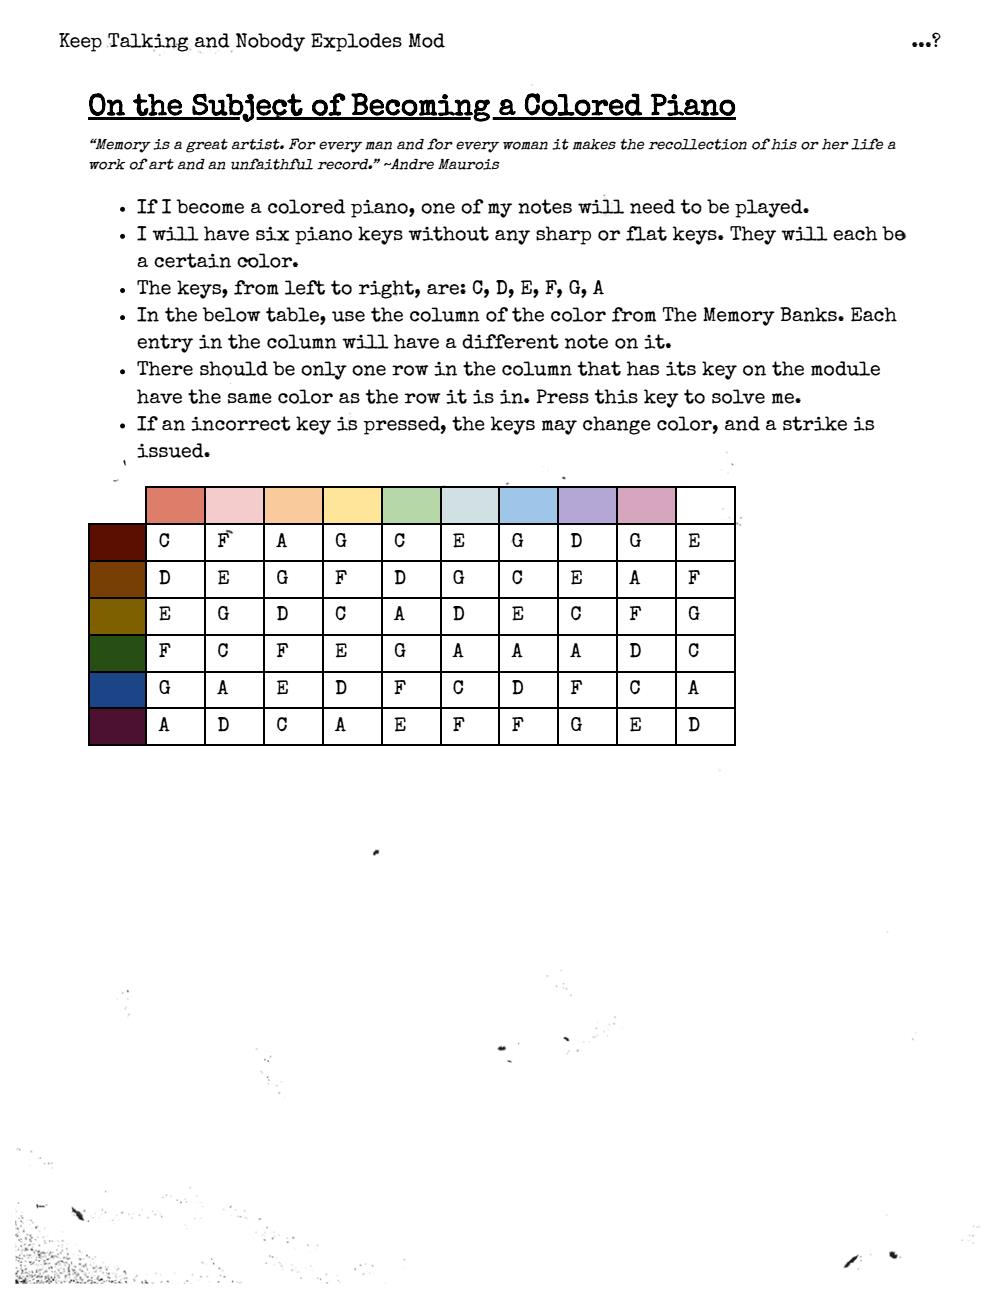 Keep Talking and Nobody Explodes Mod
...?
On the Subject of Becoming a Colored Piano
“Memory is a great artist. For every man and for every woman it makes the recollection of his or her life a
work of art and an unfaithful record.” ~Andre Maurois
• If I become a colored piano, one of my notes will need to be played.
• I will have six piano keys without any sharp or flat keys. They will each be
a certain color.
• The keys, from left to right, are: C, D, E, F, G, A
• In the below table, use the column of the color from The Memory Banks. Each
entry in the column will have a different note on it.
• There should be only one row in the column that has its key on the module
have the same color as the row it is in. Press this key to solve me.
• If an incorrect key is pressed, the keys may change color, and a strike is
issued.
C F A G C E G D G E
D E G F D G C E A F
E G D C A D E C F G
F C F E G A A A D C
G A E D F C D F C A
A D C A E F F G E D